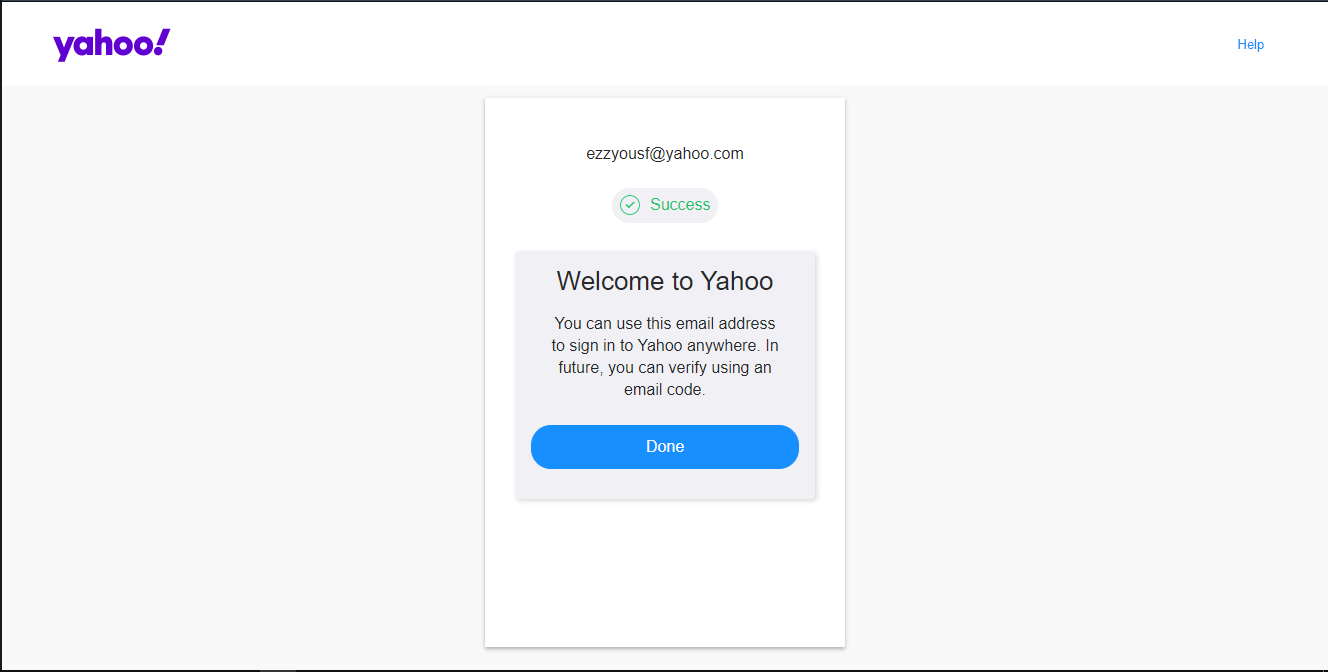 yahoo!
Help
ezzyousf@yahoo.com
Success
Welcome to Yahoo
You can use this email address
to sign in to Yahoo anywhere. In
future, you can verify using an
email code.
Done